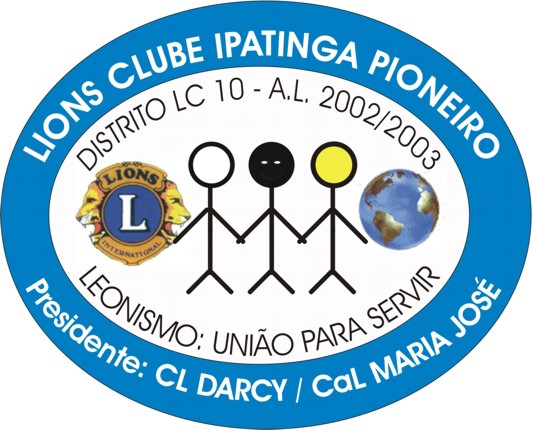 LIONS CLUBE IPATINGA PIONEIRO
DISTRITO LC 10 - A.L. 2002/2003
LIONS
L
INTERNATIONAL
LEONISMO: UNIÃO PARA SERVIR
Presidente: CL DARCY / CaL MARIA JOSÉ